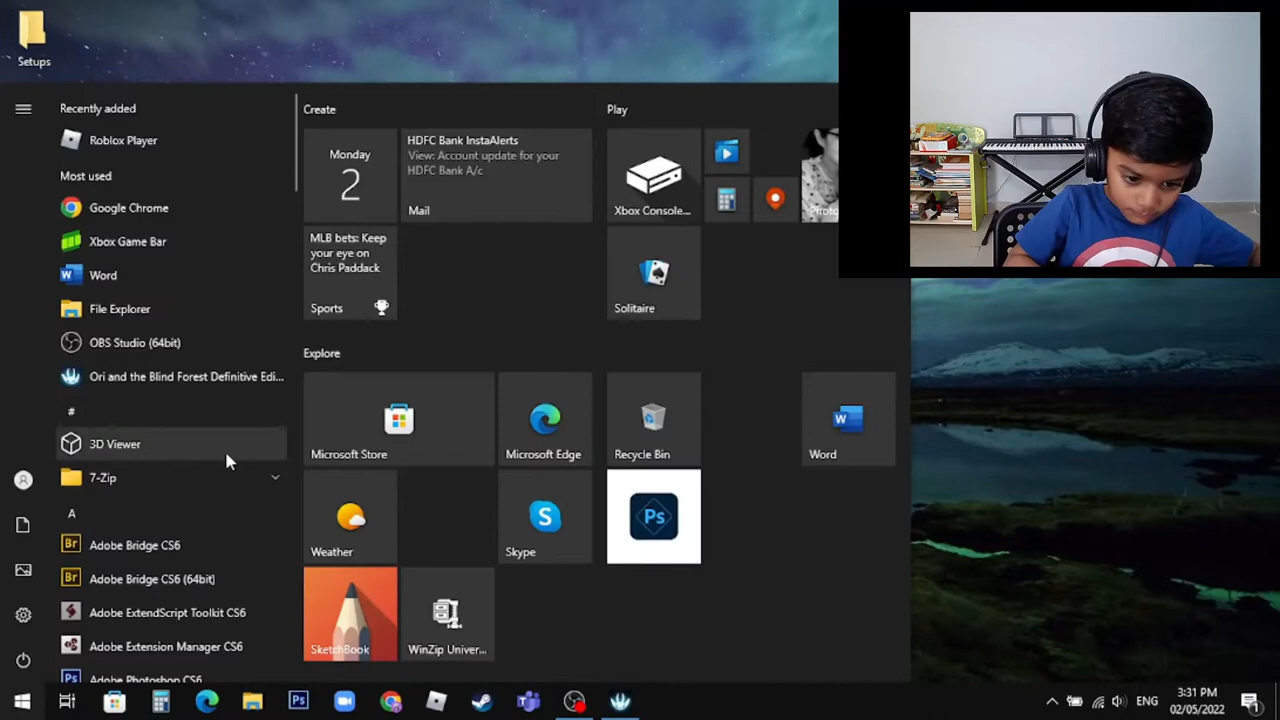 Setups
Recently added
Roblox Player
Most used
Google Chrome
Xbox Game Bar
Word
File Explorer
OBS Studio (64bit)
Ori and the Blind Forest Definitive Edi...
#
3D Viewer
7-Zip
A
Adobe Bridge CS6
Adobe Bridge CS6 (64bit)
Adobe ExtendScript Toolkit CS6
Adobe Extension Manager CS6
Adobe Photoshop CS6
Create
Monday
2
HDFC Bank InstaAlerts
View: Account update for your
HDFC Bank A/c
Mail
MLB bets: Keep
your eye on
Chris Paddack
Sports
Play
Xbox Console...
Photo
Solitaire
Explore
Microsoft Store
Microsoft Edge
Recycle Bin
Word
Weather
Skype
Ps
SketchBook
WinZip Univer...
ENG
3:31 PM
02/05/2022